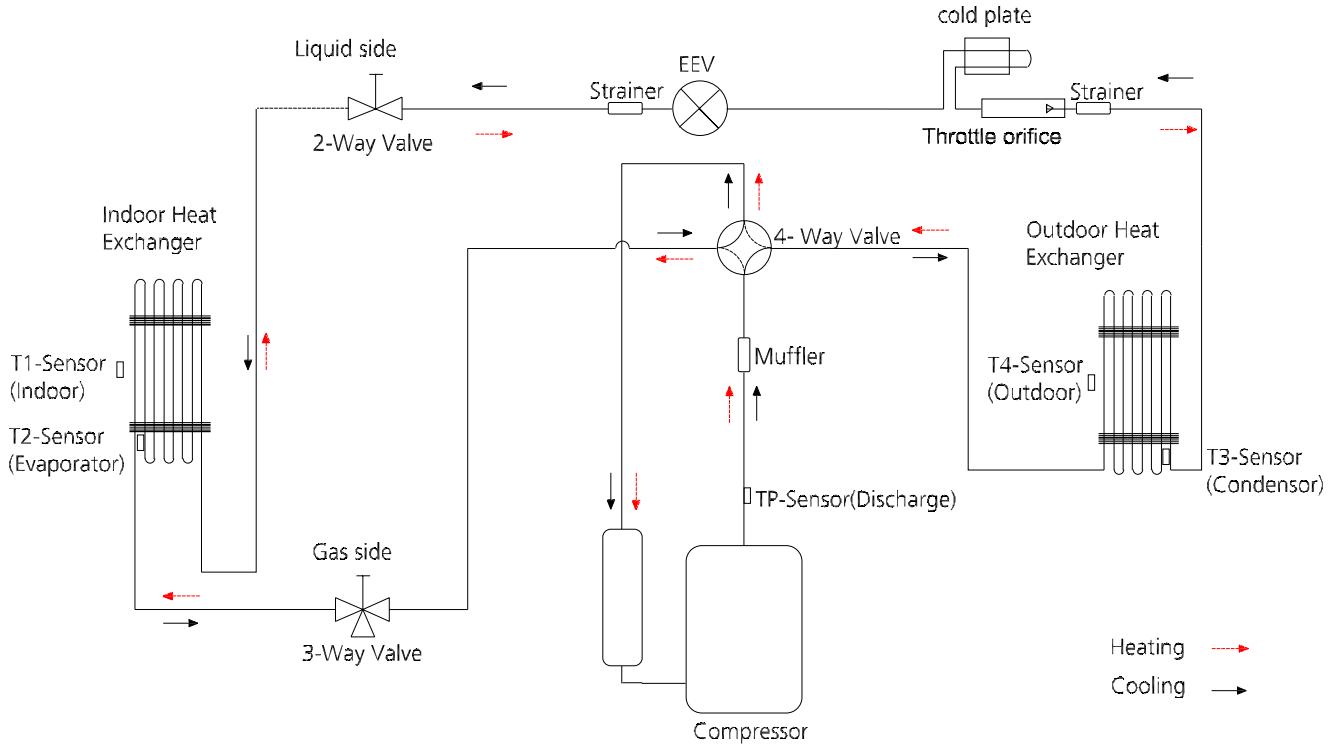 cold plate
Liquid side
EEV
Strainer
Strainer
2-Way Valve
Throttle orifice
Indoor Heat
Exchanger
4- Way Valve
Outdoor Heat
Exchanger
Muffler
T1-Sensor
(Indoor)
T4-Sensor
(Outdoor)
T2-Sensor
(Evaporator)
T3-Sensor
(Condensor)
TP-Sensor(Discharge)
Gas side
3-Way Valve
Heating
Cooling
Compressor